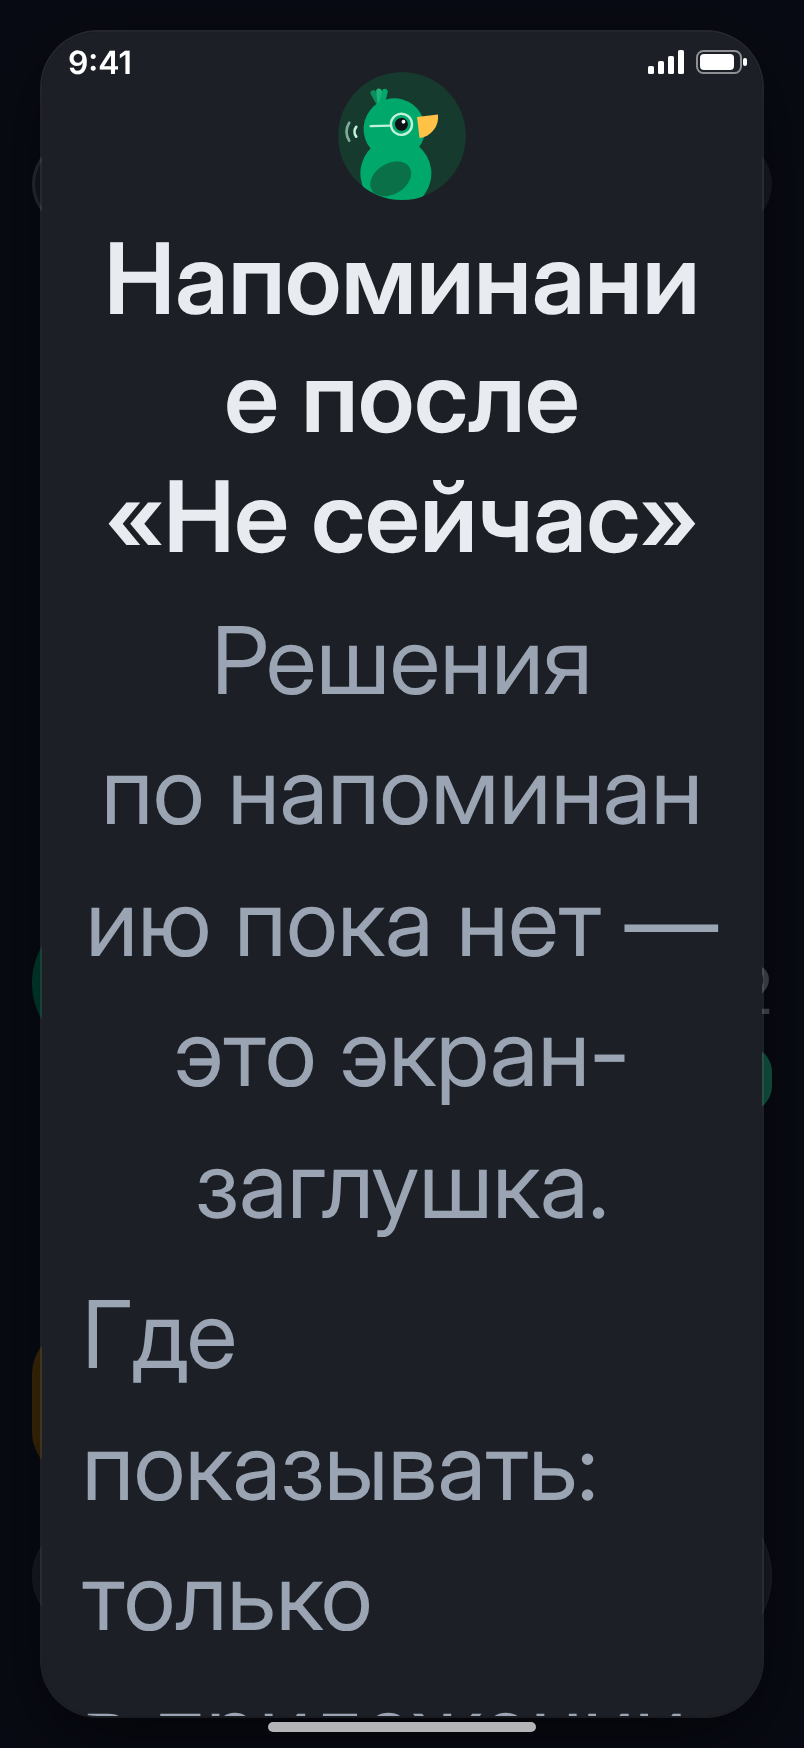 9:41
Напоминани
е после
«Не сейчас»
Решения
по напоминан
ию пока нет —
это экран-
заглушка.
Где
показывать:
только